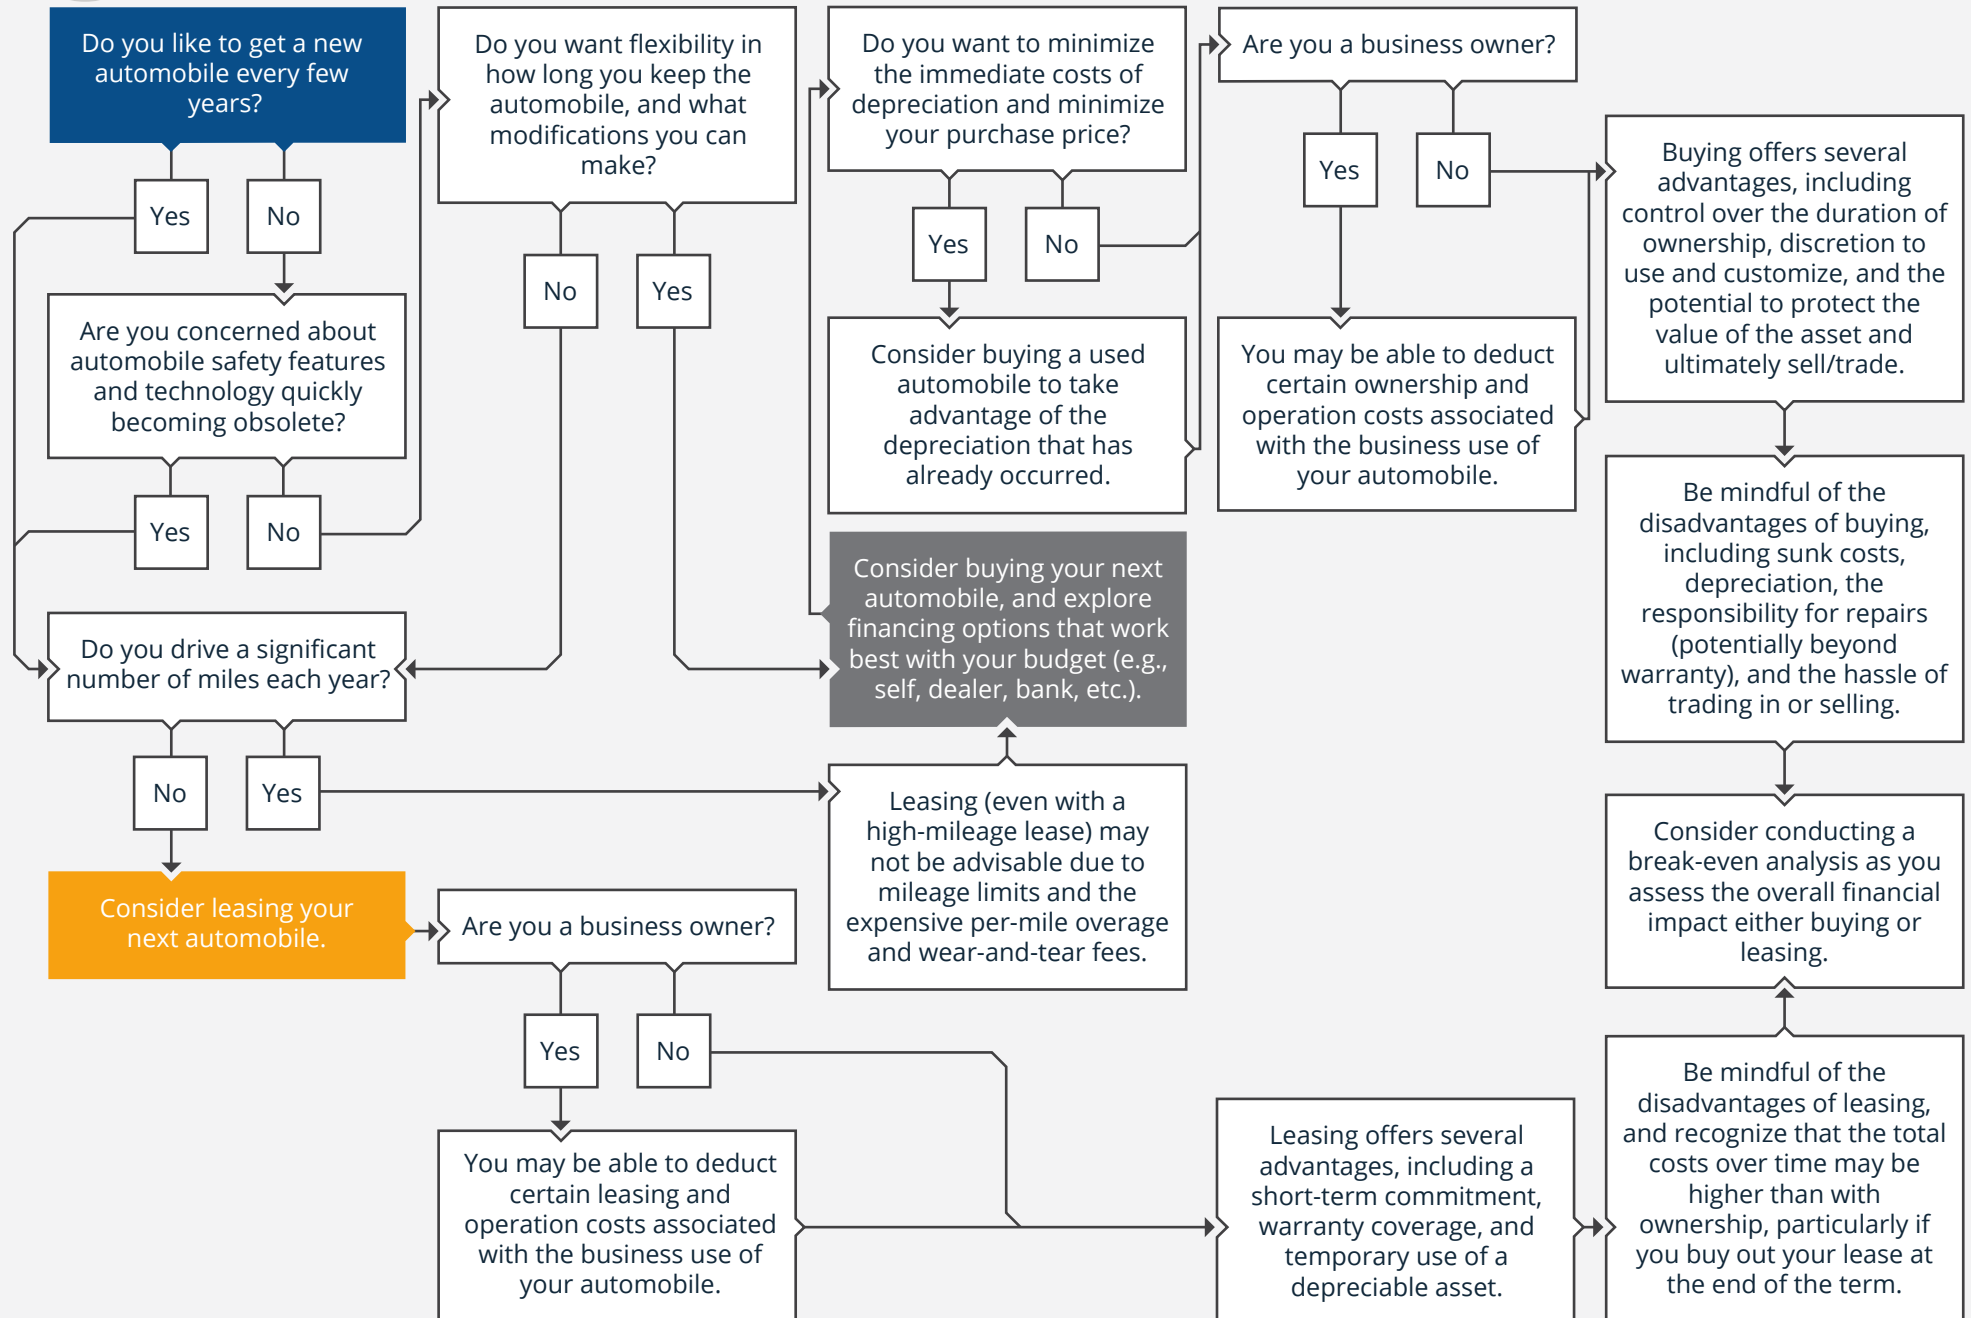 Do you like to get a new
automobile every few
years?
Yes
No
Are you concerned about
automobile safety features
and technology quickly
becoming obsolete?
Yes
No
Do you drive a significant
number of miles each year?
No
Yes
Consider leasing your
next automobile.
Do you want flexibility in
how long you keep the
automobile, and what
modifications you can
make?
No
Yes
Are you a business owner?
Yes
No
You may be able to deduct
certain leasing and
operation costs associated
with the business use of
your automobile.
Do you want to minimize
the immediate costs of
depreciation and minimize
your purchase price?
Yes
No
Consider buying a used
automobile to take
advantage of the
depreciation that has
already occurred.
Consider buying your next
automobile, and explore
financing options that work
best with your budget (e.g.,
self, dealer, bank, etc.).
Leasing (even with a
high-mileage lease) may
not be advisable due to
mileage limits and the
expensive per-mile overage
and wear-and-tear fees.
Are you a business owner?
Yes
No
You may be able to deduct
certain ownership and
operation costs associated
with the business use of
your automobile.
Leasing offers several
advantages, including a
short-term commitment,
warranty coverage, and
temporary use of a
depreciable asset.
Buying offers several
advantages, including
control over the duration of
ownership, discretion to
use and customize, and the
potential to protect the
value of the asset and
ultimately sell/trade.
Be mindful of the
disadvantages of buying,
including sunk costs,
depreciation, the
responsibility for repairs
(potentially beyond
warranty), and the hassle of
trading in or selling.
Consider conducting a
break-even analysis as you
assess the overall financial
impact either buying or
leasing.
Be mindful of the
disadvantages of leasing,
and recognize that the total
costs over time may be
higher than with
ownership, particularly if
you buy out your lease at
the end of the term.